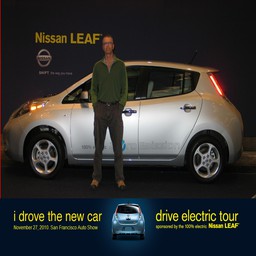 Nissan LEAF
NISSAN
SHIFT_
i drove the new car
November 27, 2010 San Francisco Auto Show
drive electric tour
sponsored by the 100% electric Nissan LEAF